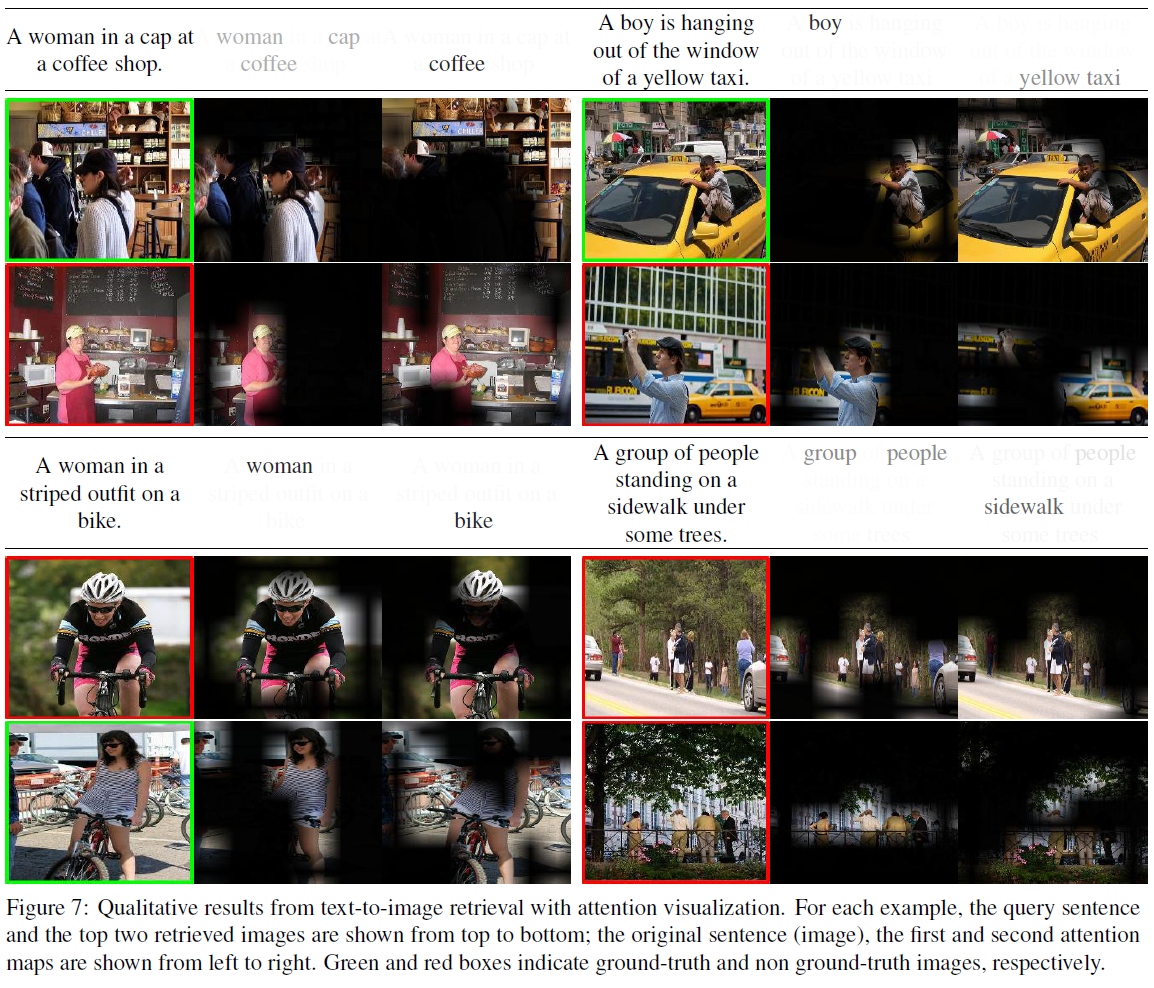 A woman in a cap at
a coffee shop.
A woman in a cap at
a coffee shop
A woman in a cap at
a coffee shop
A boy is hanging
out of the window
of a yellow taxi.
A boy is hanging
out of the window
of a yellow taxi
A boy is hanging
out of the window
of a yellow taxi
CHILL
TAXI
RUBICON
A woman in a
striped outfit on a
bike.
A woman in a
striped outfit on a
bike
A woman in a
striped outfit on a
bike
A group of people
standing on a
sidewalk under
some trees.
A group of people
standing on a
sidewalk under
some trees
A group of people
standing on a
sidewalk under
some trees
Figure 7: Qualitative results from text-to-image retrieval with attention visualization. For each example, the query sentence
and the top two retrieved images are shown from top to bottom; the original sentence (image), the first and second attention
maps are shown from left to right. Green and red boxes indicate ground-truth and non ground-truth images, respectively.